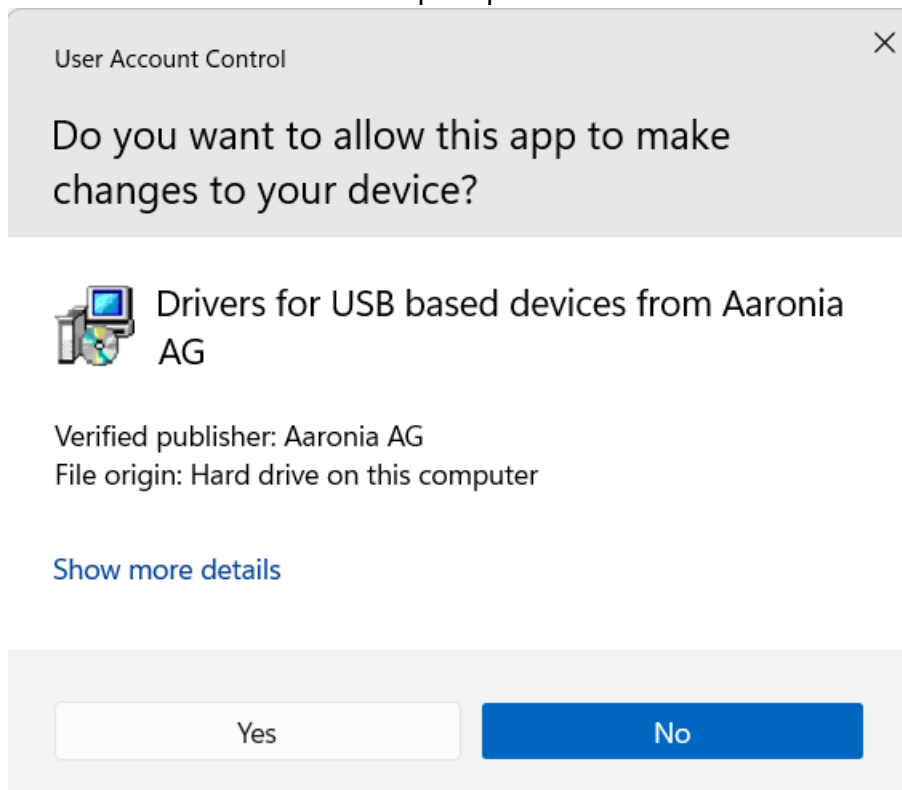 User Account Control
Do you want to allow this app to make
changes to your device?
Drivers for USB based devices from Aaronia
AG
Verified publisher: Aaronia AG
File origin: Hard drive on this computer
Show more details
Yes
No